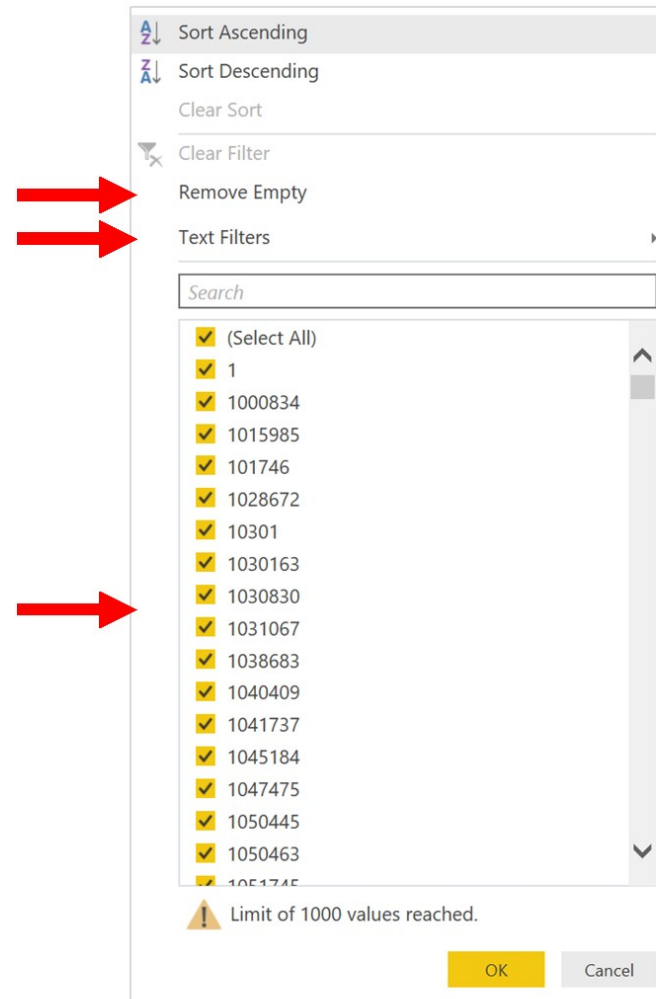 Sort Ascending
Sort Descending
Clear Sort
Clear Filter
Remove Empty
Text Filters
Search
(Select All)
1
1000834
1015985
101746
1028672
10301
1030163
1030830
1031067
1038683
1040409
1041737
1045184
1047475
1050445
1050463
1051745
Limit of 1000 values reached.
OK Cancel